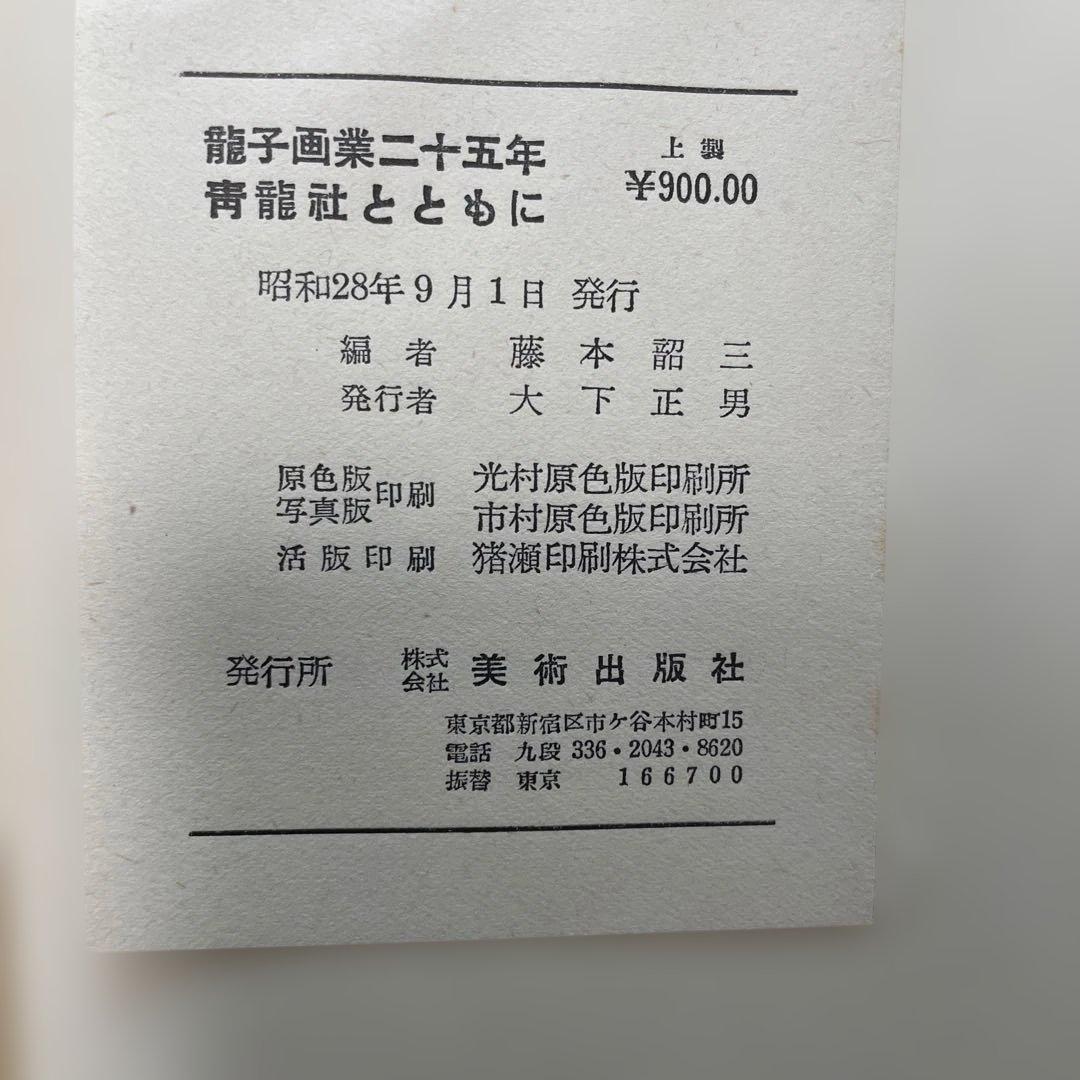 龍子画業二十五年
青龍社とともに
上製
¥900.00
昭和28年9月1日 発行
編者 藤本韶三
発行者 大下正男
原色版
写真版
印刷
光村原色版印刷所
市村原色版印刷所
活版印刷 猪瀬印刷株式会社
発行所 株式会社 美術出版社
東京都新宿区市ケ谷本村町15
電話 九段 336・2043・8620
振替 東京 166700